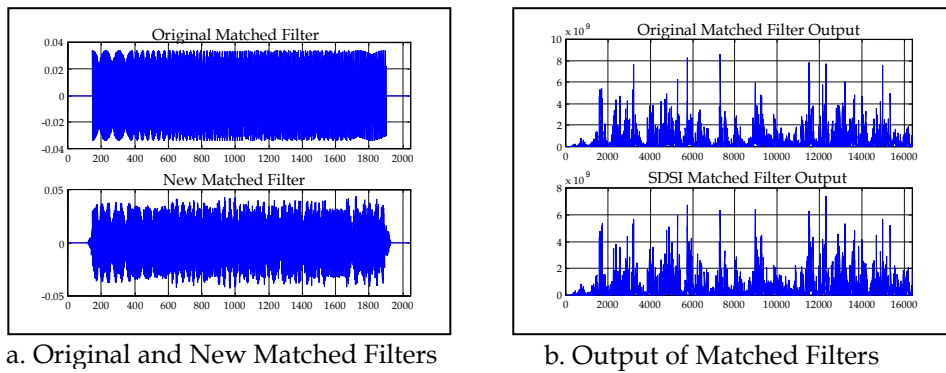 Original Matched Filter
0.04
0.02
0
-0.02
-0.04
0 200 400 600 800 1000 1200 1400 1600 1800 2000
New Matched Filter
0.05
0
-0.05
0 200 400 600 800 1000 1200 1400 1600 1800 2000
a. Original and New Matched Filters
x 10^9
Original Matched Filter Output
10
8
6
4
2
0
0 2000 4000 6000 8000 10000 12000 14000 16000
x 10^9
SDSI Matched Filter Output
8
6
4
2
0
0 2000 4000 6000 8000 10000 12000 14000 16000
b. Output of Matched Filters